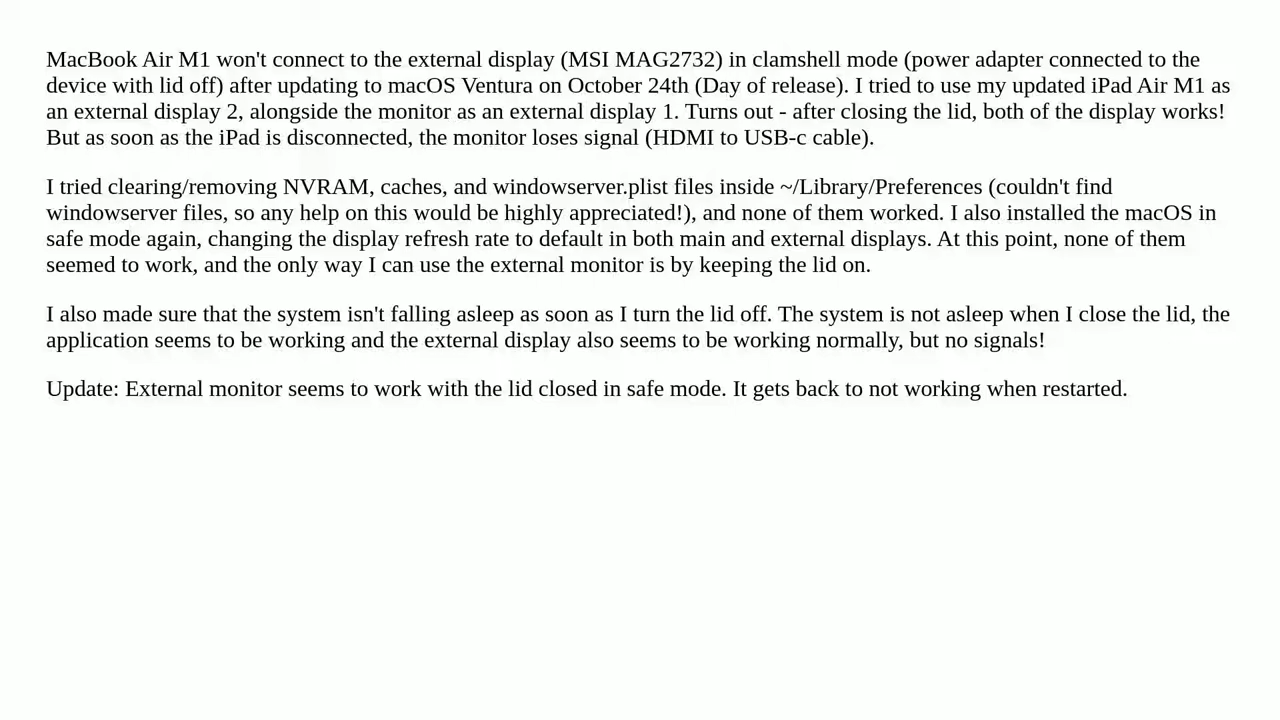 MacBook Air M1 won't connect to the external display (MSI MAG2732) in clamshell mode (power adapter connected to the
device with lid off) after updating to macOS Ventura on October 24th (Day of release). I tried to use my updated iPad Air M1 as
an external display 2, alongside the monitor as an external display 1. Turns out - after closing the lid, both of the display works!
But as soon as the iPad is disconnected, the monitor loses signal (HDMI to USB-c cable).
I tried clearing/removing NVRAM, caches, and windowserver.plist files inside ~/Library/Preferences (couldn't find
windowserver files, so any help on this would be highly appreciated!), and none of them worked. I also installed the macOS in
safe mode again, changing the display refresh rate to default in both main and external displays. At this point, none of them
seemed to work, and the only way I can use the external monitor is by keeping the lid on.
I also made sure that the system isn't falling asleep as soon as I turn the lid off. The system is not asleep when I close the lid, the
application seems to be working and the external display also seems to be working normally, but no signals!
Update: External monitor seems to work with the lid closed in safe mode. It gets back to not working when restarted.